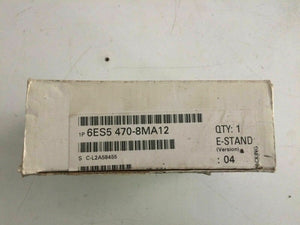 1P 6ES5 470-8MA12
S C-L2A58455
QTY: 1
E-STAND
(Version)
: 04